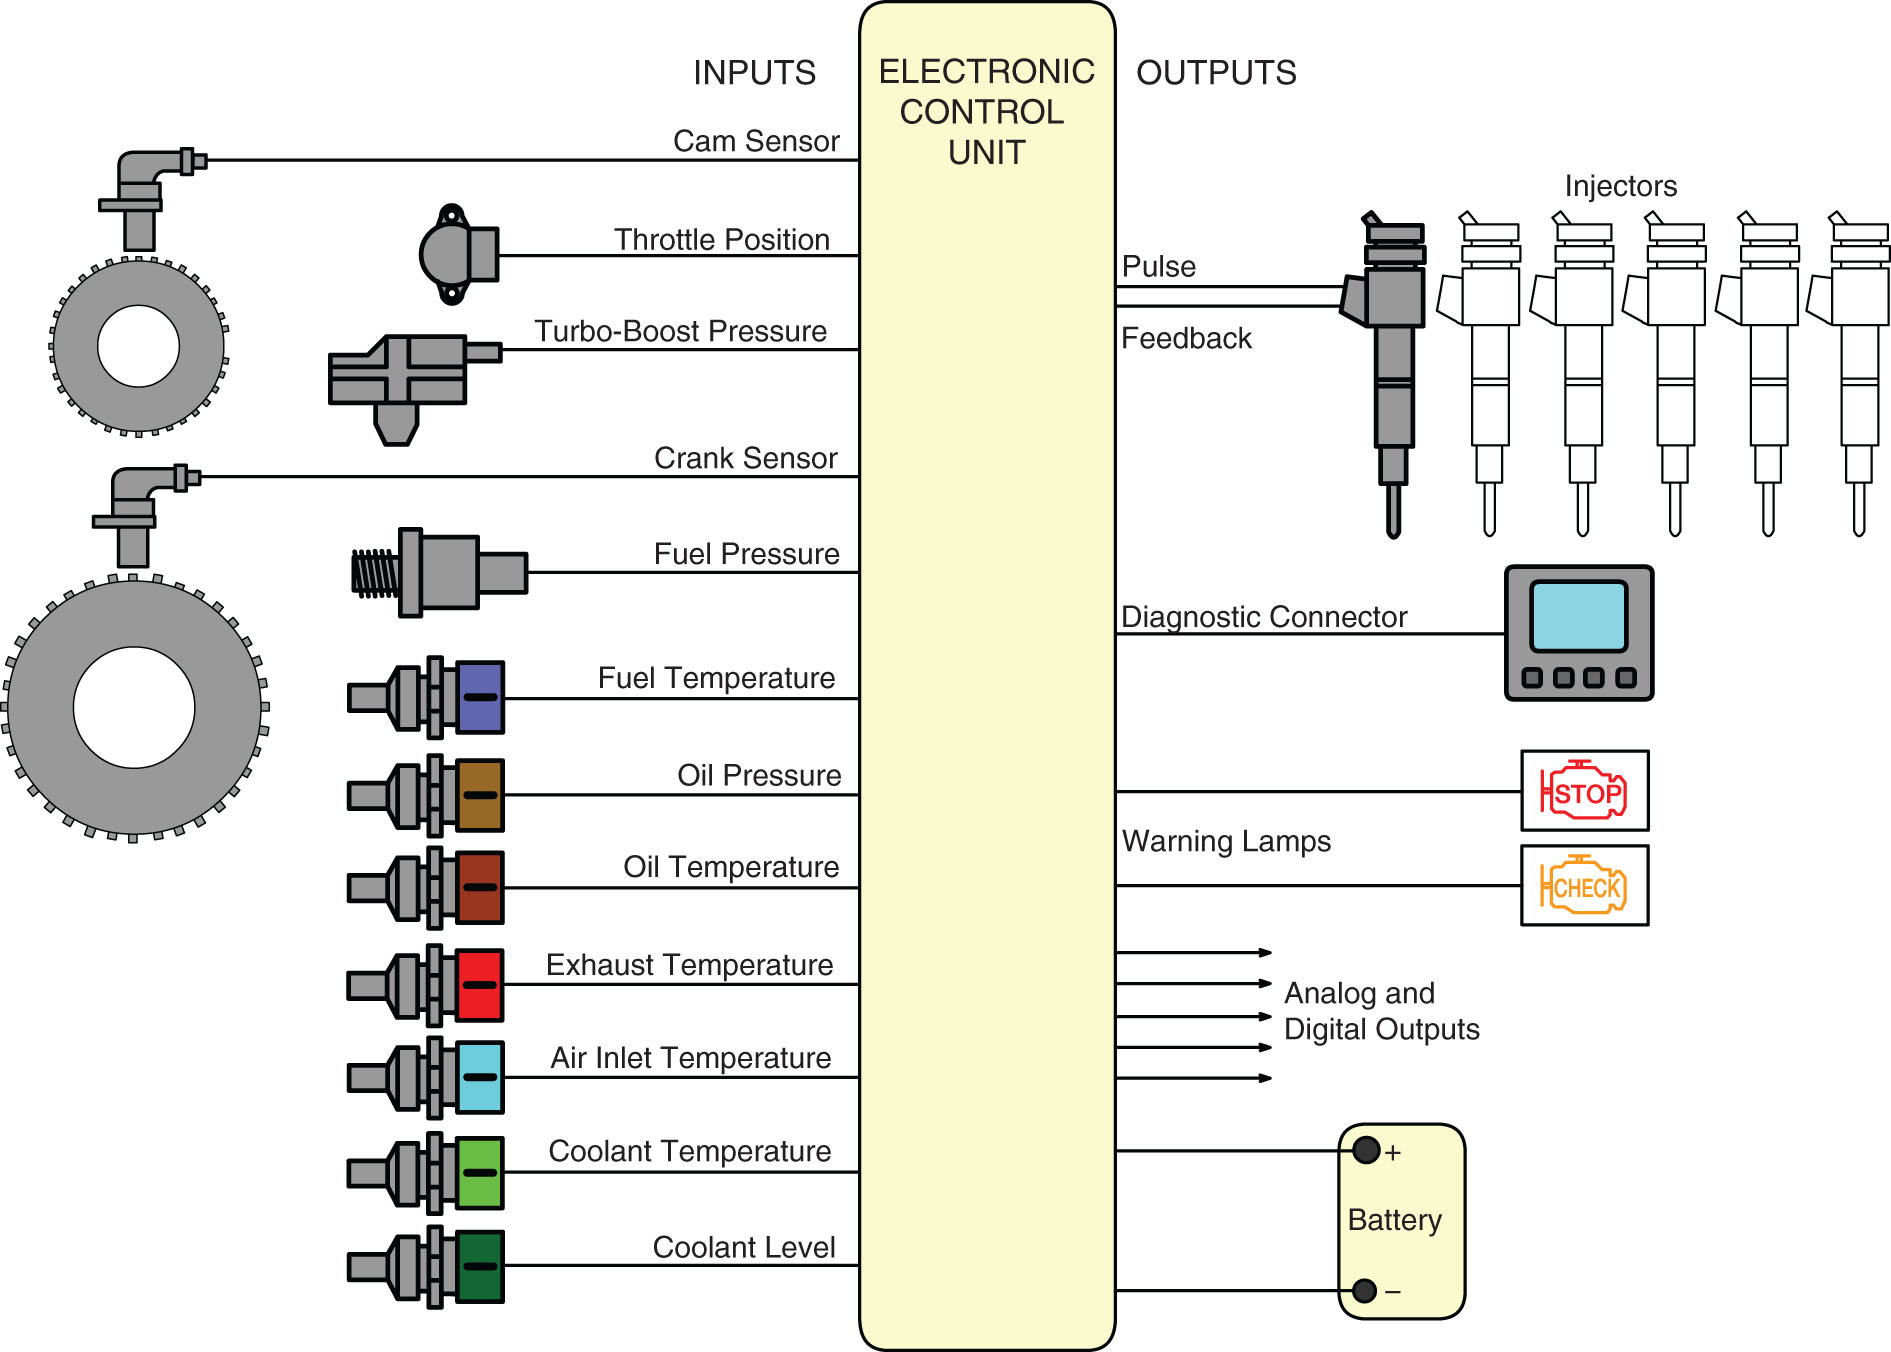 INPUTS
ELECTRONIC
CONTROL
UNIT
OUTPUTS
Cam Sensor
Throttle Position
Turbo-Boost Pressure
Crank Sensor
Fuel Pressure
Fuel Temperature
Oil Pressure
Oil Temperature
Exhaust Temperature
Air Inlet Temperature
Coolant Temperature
Coolant Level
Injectors
Pulse
Feedback
Diagnostic Connector
STOP
Warning Lamps
CHECK
Analog and
Digital Outputs
+
Battery
–